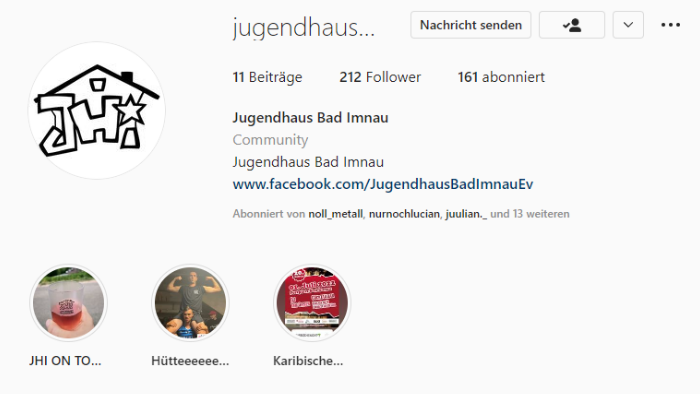 jugendhaus...
Nachricht senden
11 Beiträge
212 Follower
161 abonniert
Jugendhaus Bad Imnau
Community
Jugendhaus Bad Imnau
www.facebook.com/JugendhausBadImnauEv
Abonniert von noll_metall, nurnochlucian, juulian._ und 13 weiteren
JHI
JHI ON TO...
Hütteeeeee...
Karibische...